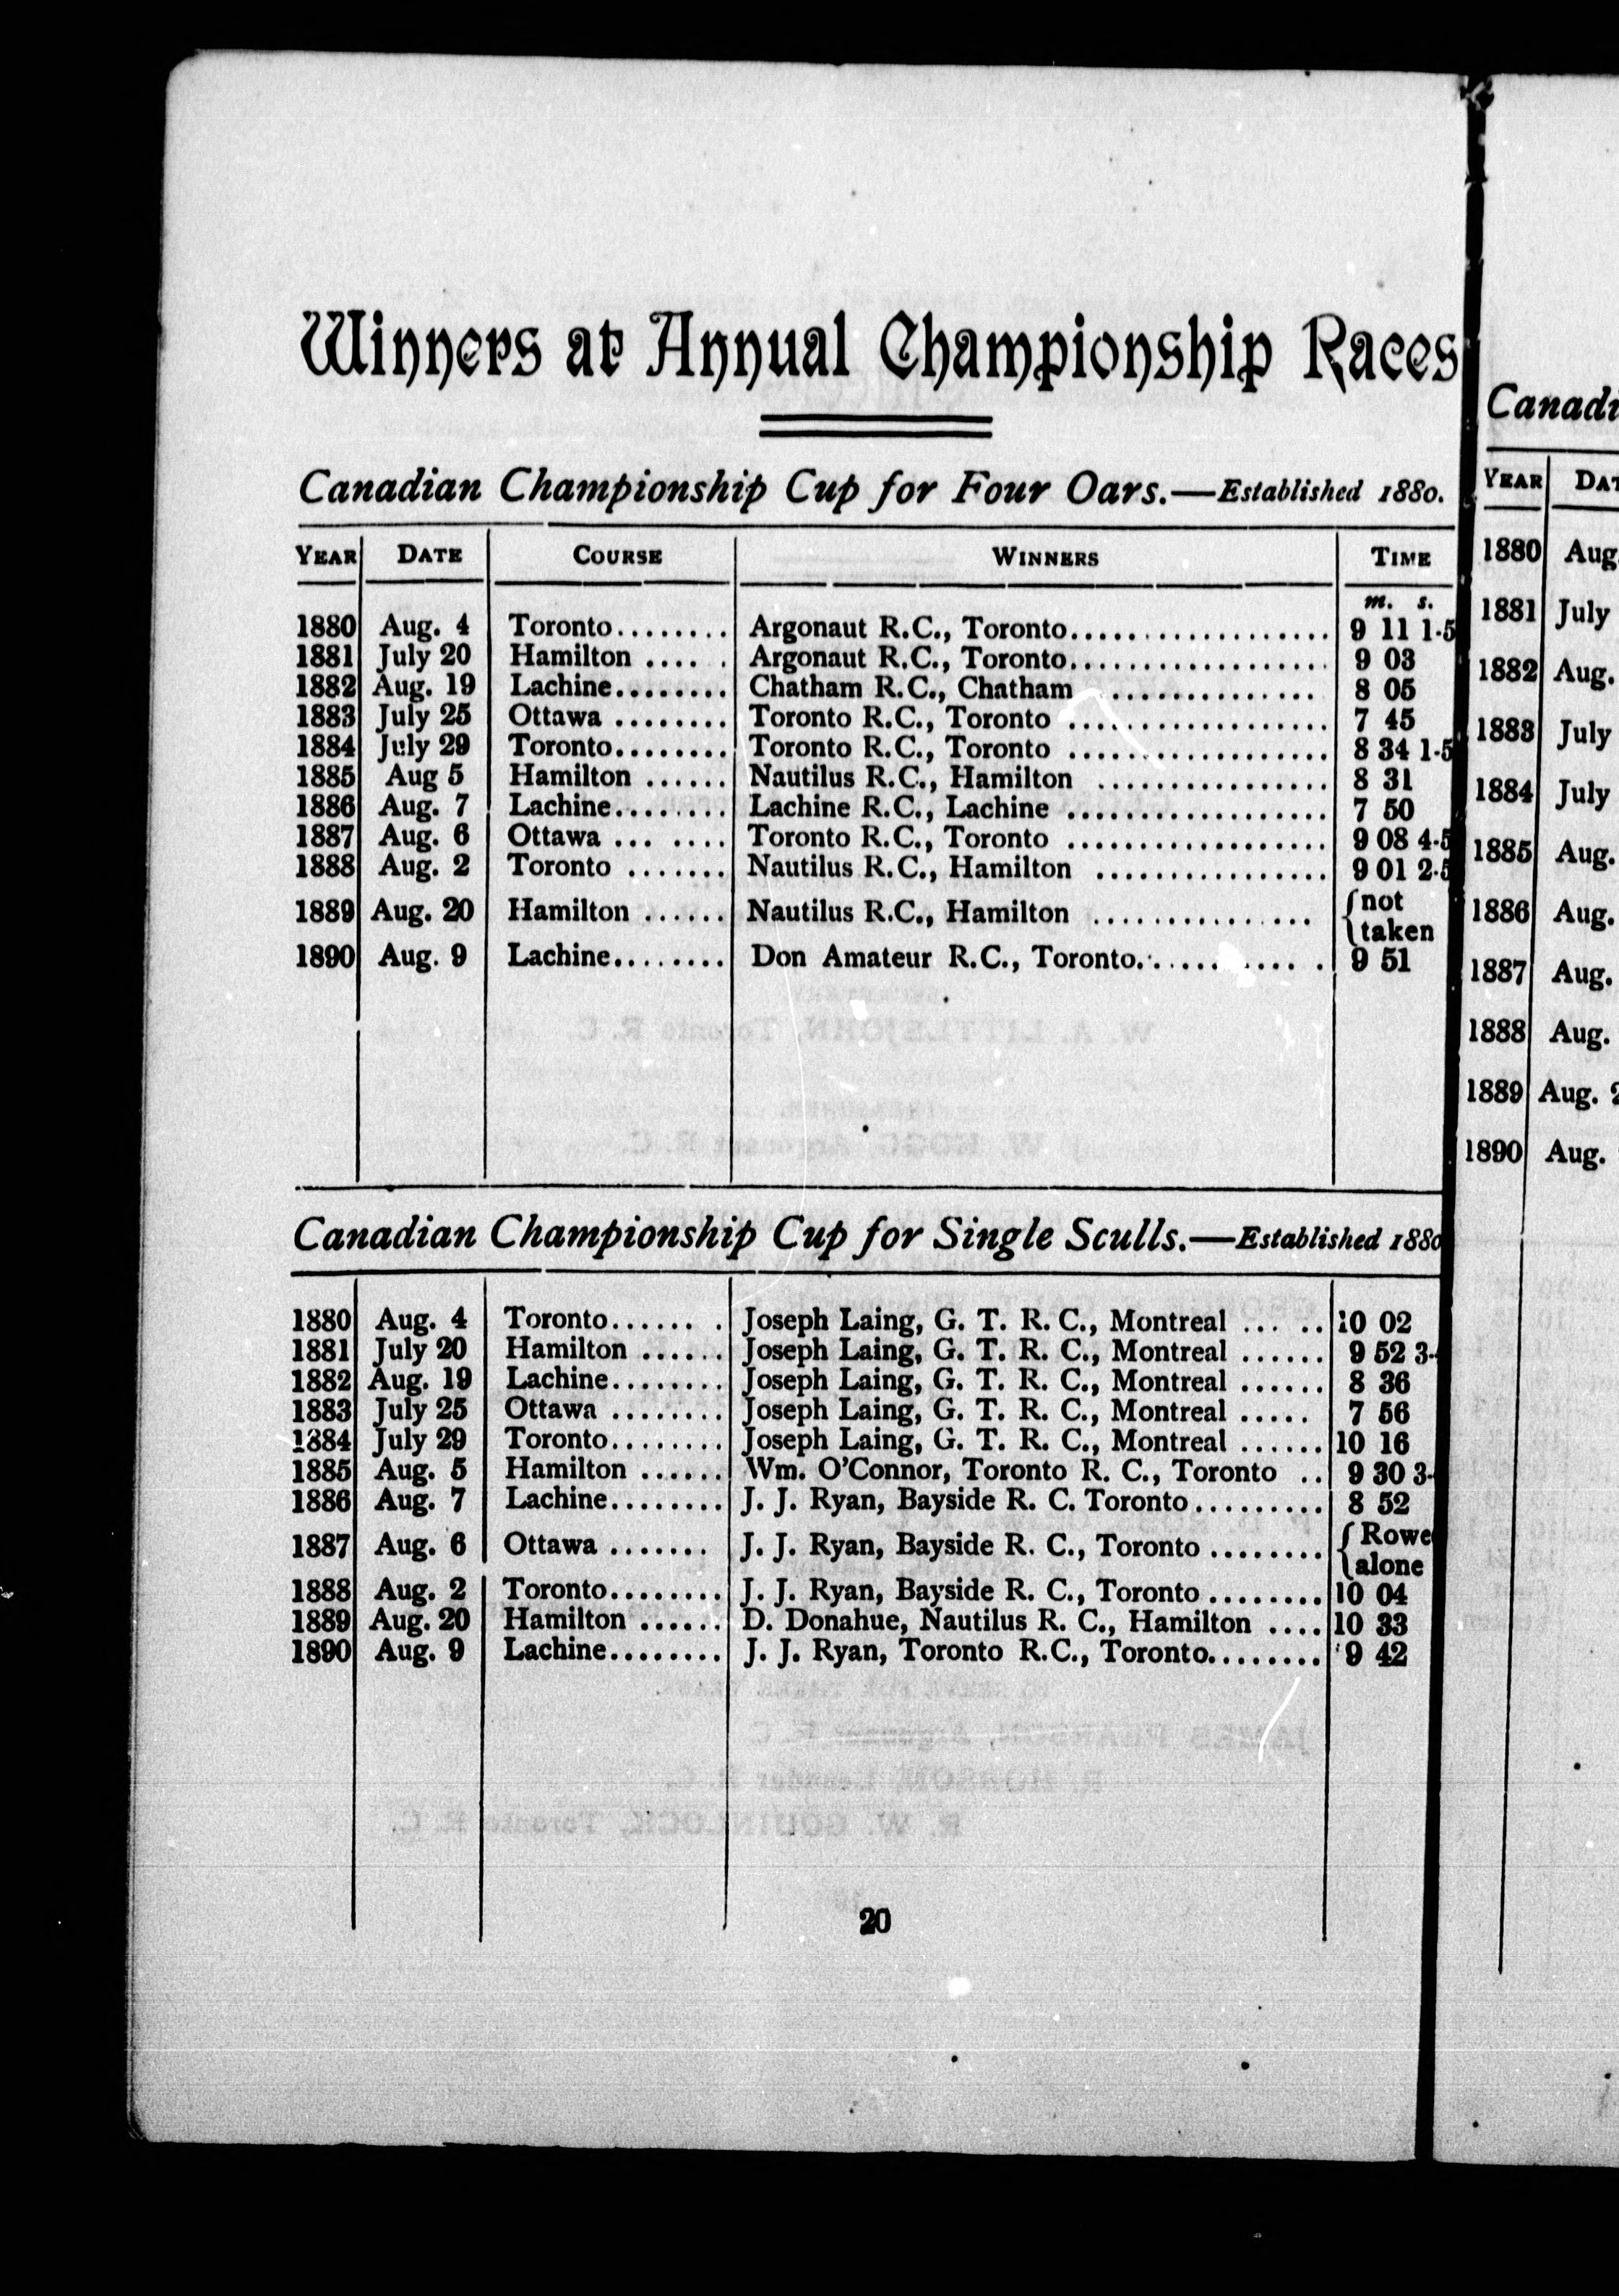 Winners at Annual Championship Races
Canadian Championship Cup for Four Oars.—Established 1880.
YEAR DATE COURSE WINNERS TIME
m. s.
1880 Aug. 4 Toronto........ Argonaut R.C., Toronto................... 9 11 1-5
1881 July 20 Hamilton ..... Argonaut R.C., Toronto................... 9 03
1882 Aug. 19 Lachine........ Chatham R.C., Chatham ................ 8 05
1883 July 25 Ottawa ........ Toronto R.C., Toronto ................... 7 45
1884 July 29 Toronto........ Toronto R.C., Toronto ................... 8 34 1-5
1885 Aug 5 Hamilton ...... Nautilus R.C., Hamilton ................. 8 31
1886 Aug. 7 Lachine........ Lachine R.C., Lachine ................... 7 50
1887 Aug. 6 Ottawa ... .... Toronto R.C., Toronto ................... 9 08 4-5
1888 Aug. 2 Toronto ....... Nautilus R.C., Hamilton ................. 9 01 2-5
1889 Aug. 20 Hamilton ...... Nautilus R.C., Hamilton ................ { not taken
1890 Aug. 9 Lachine........ Don Amateur R.C., Toronto.............. 9 51
Canadian Championship Cup for Single Sculls.—Established 1880
1880 Aug. 4 Toronto...... . Joseph Laing, G. T. R. C., Montreal ... .. 10 02
1881 July 20 Hamilton ...... Joseph Laing, G. T. R. C., Montreal ...... 9 52 3-
1882 Aug. 19 Lachine........ Joseph Laing, G. T. R. C., Montreal ...... 8 36
1883 July 25 Ottawa ........ Joseph Laing, G. T. R. C., Montreal ..... 7 56
1884 July 29 Toronto........ Joseph Laing, G. T. R. C., Montreal ...... 10 16
1885 Aug. 5 Hamilton ...... Wm. O'Connor, Toronto R. C., Toronto .. 9 30 3-
1886 Aug. 7 Lachine........ J. J. Ryan, Bayside R. C. Toronto......... 8 52
1887 Aug. 6 Ottawa ....... J. J. Ryan, Bayside R. C., Toronto ........ { Rowe alone
1888 Aug. 2 Toronto........ J. J. Ryan, Bayside R. C., Toronto ........ 10 04
1889 Aug. 20 Hamilton ...... D. Donahue, Nautilus R. C., Hamilton .... 10 33
1890 Aug. 9 Lachine........ J. J. Ryan, Toronto R.C., Toronto........ 9 42
20
Canadi
YEAR DAT
1880 Aug.
1881 July
1882 Aug.
1883 July
1884 July
1885 Aug.
1886 Aug.
1887 Aug.
1888 Aug.
1889 Aug. 2
1890 Aug.